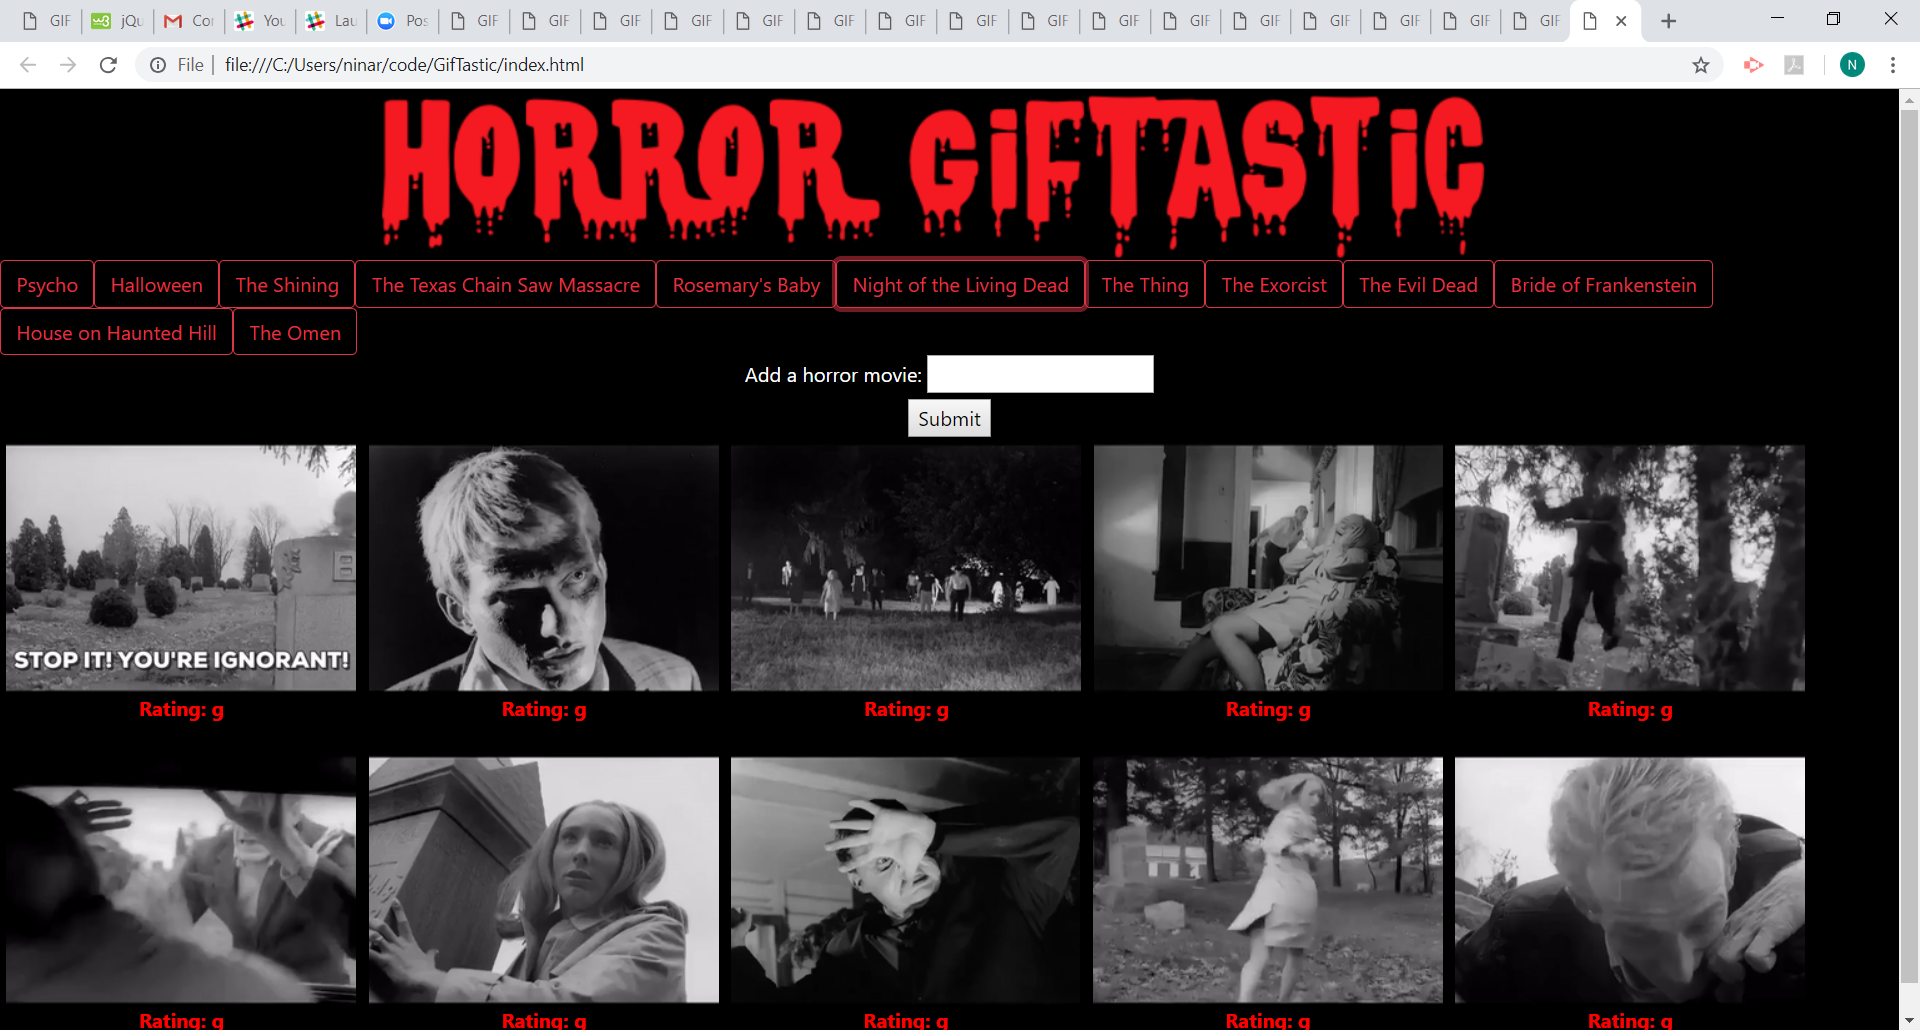 GIF jQu Cor You Lau Pos GIF GIF GIF GIF GIF GIF GIF GIF GIF GIF GIF GIF GIF GIF GIF GIF
File file:///C:/Users/ninar/code/GifTastic/index.html N
HORROR GiFTASTiC
Psycho Halloween The Shining The Texas Chain Saw Massacre Rosemary's Baby Night of the Living Dead The Thing The Exorcist The Evil Dead Bride of Frankenstein
House on Haunted Hill The Omen
Add a horror movie:
Submit
STOP IT! YOU'RE IGNORANT!
Rating: g Rating: g Rating: g Rating: g Rating: g
Rating: g Rating: g Rating: g Rating: g Rating: g